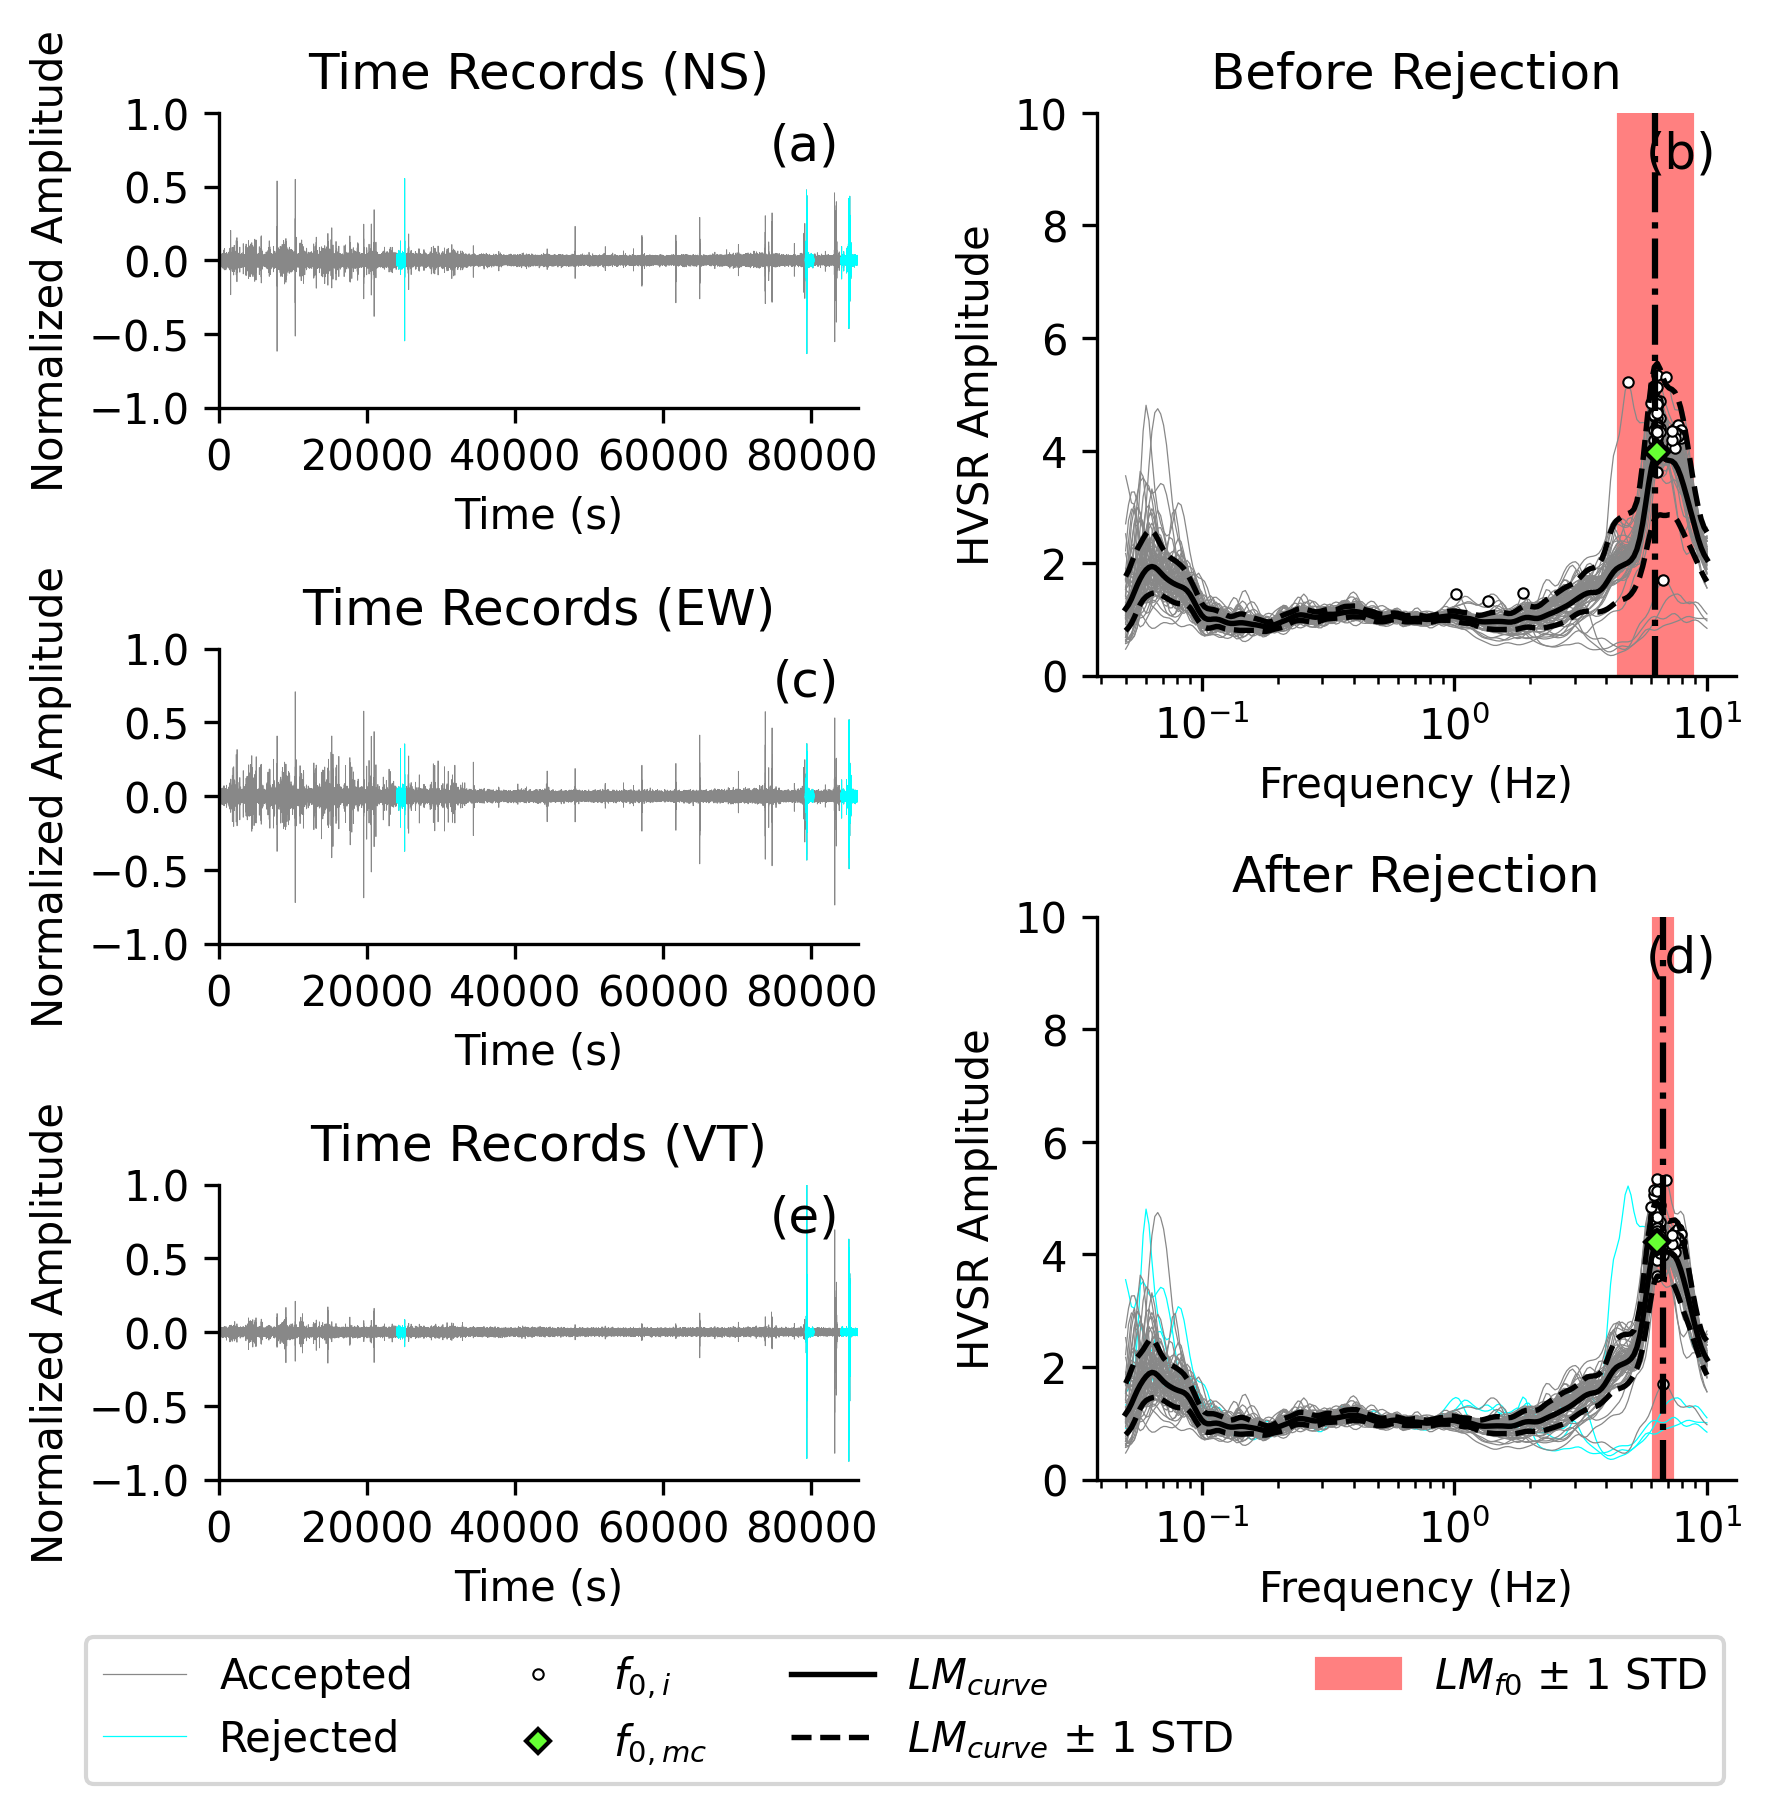 Time Records (NS)
Normalized Amplitude
1.0
0.5
0.0
−0.5
−1.0
(a)
0 20000 40000 60000 80000
Time (s)
Before Rejection
HVSR Amplitude
10
8
6
4
2
0
(b)
10⁻¹ 10⁰ 10¹
Frequency (Hz)
Time Records (EW)
Normalized Amplitude
1.0
0.5
0.0
−0.5
−1.0
(c)
0 20000 40000 60000 80000
Time (s)
After Rejection
HVSR Amplitude
10
8
6
4
2
0
(d)
10⁻¹ 10⁰ 10¹
Frequency (Hz)
Time Records (VT)
Normalized Amplitude
1.0
0.5
0.0
−0.5
−1.0
(e)
0 20000 40000 60000 80000
Time (s)
Accepted
Rejected
f0,i
f0,mc
LMcurve
LMcurve ± 1 STD
LMf0 ± 1 STD